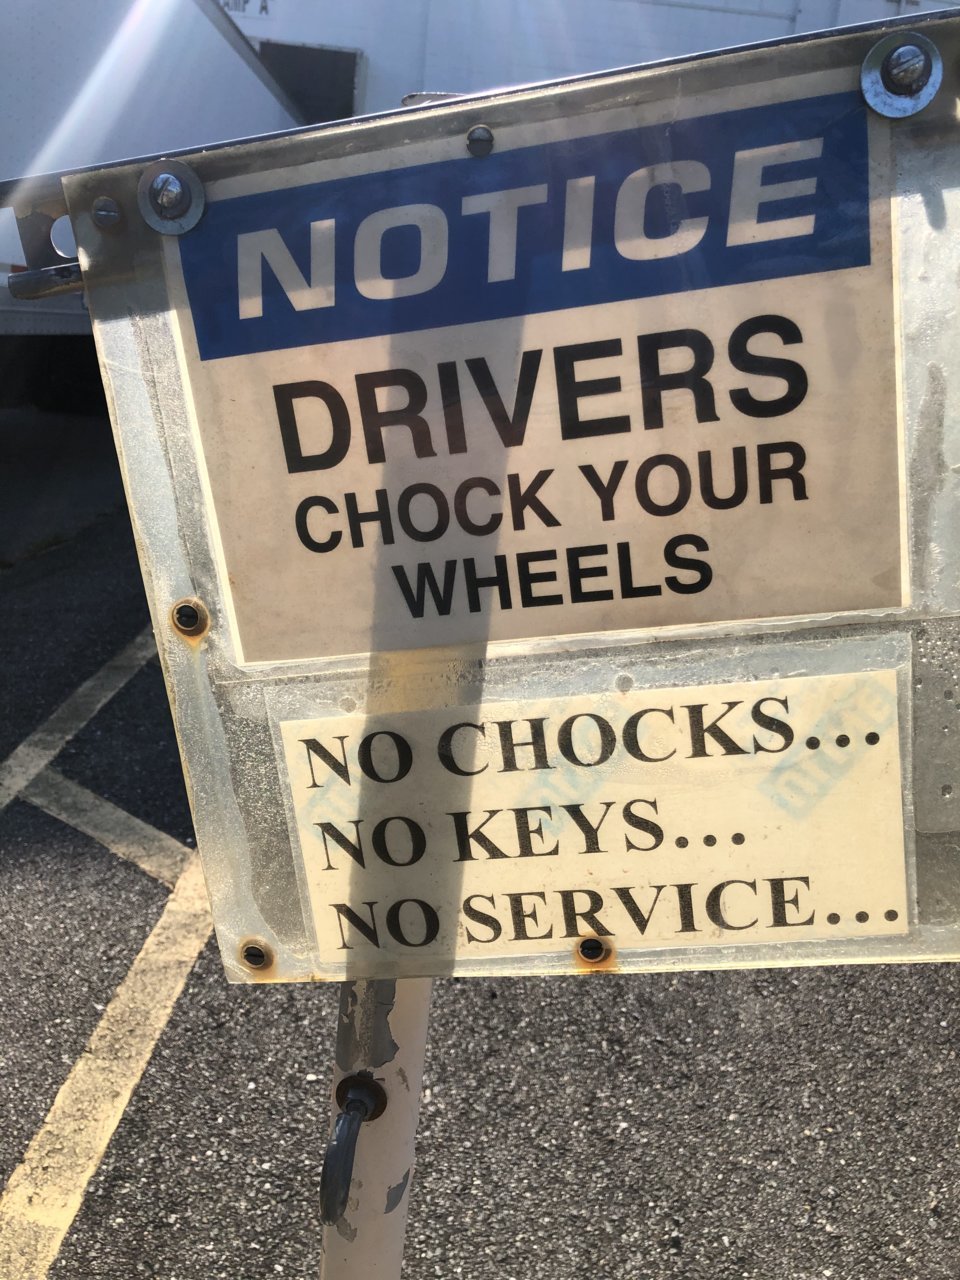 NOTICE
DRIVERS
CHOCK YOUR
WHEELS
NO CHOCKS...
NO KEYS...
NO SERVICE...